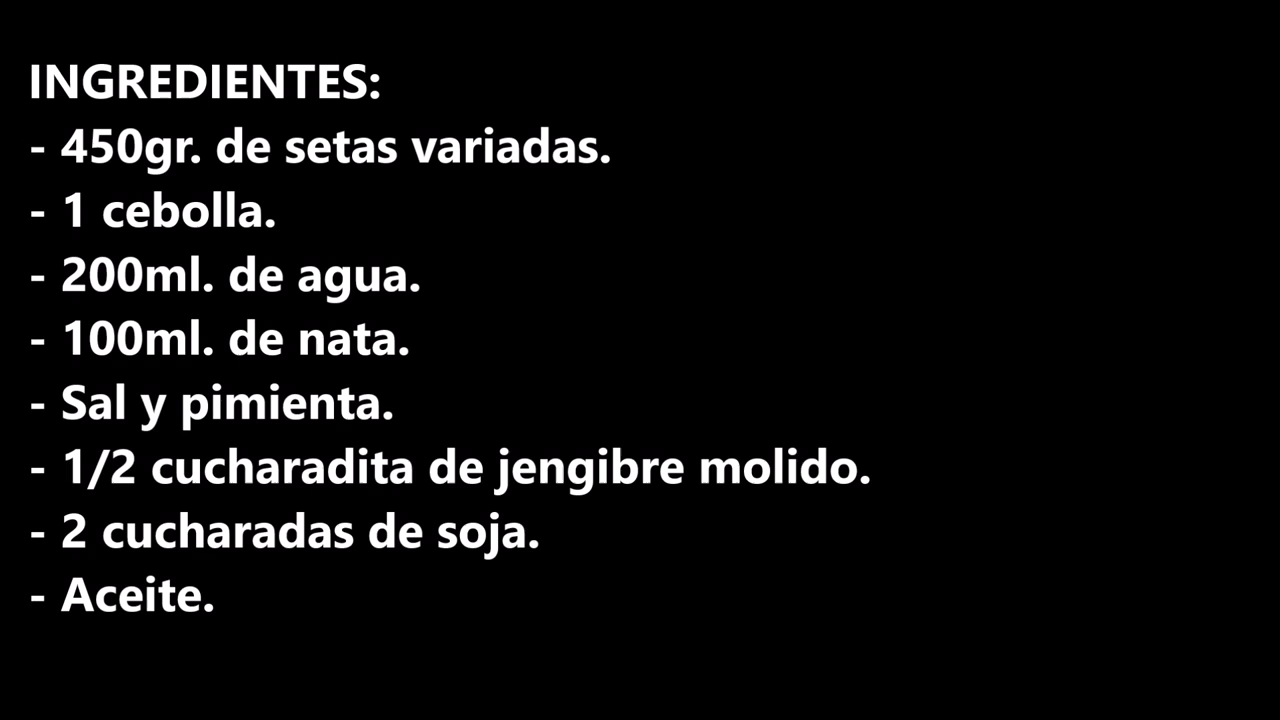 INGREDIENTES:
- 450gr. de setas variadas.
- 1 cebolla.
- 200ml. de agua.
- 100ml. de nata.
- Sal y pimienta.
- 1/2 cucharadita de jengibre molido.
- 2 cucharadas de soja.
- Aceite.